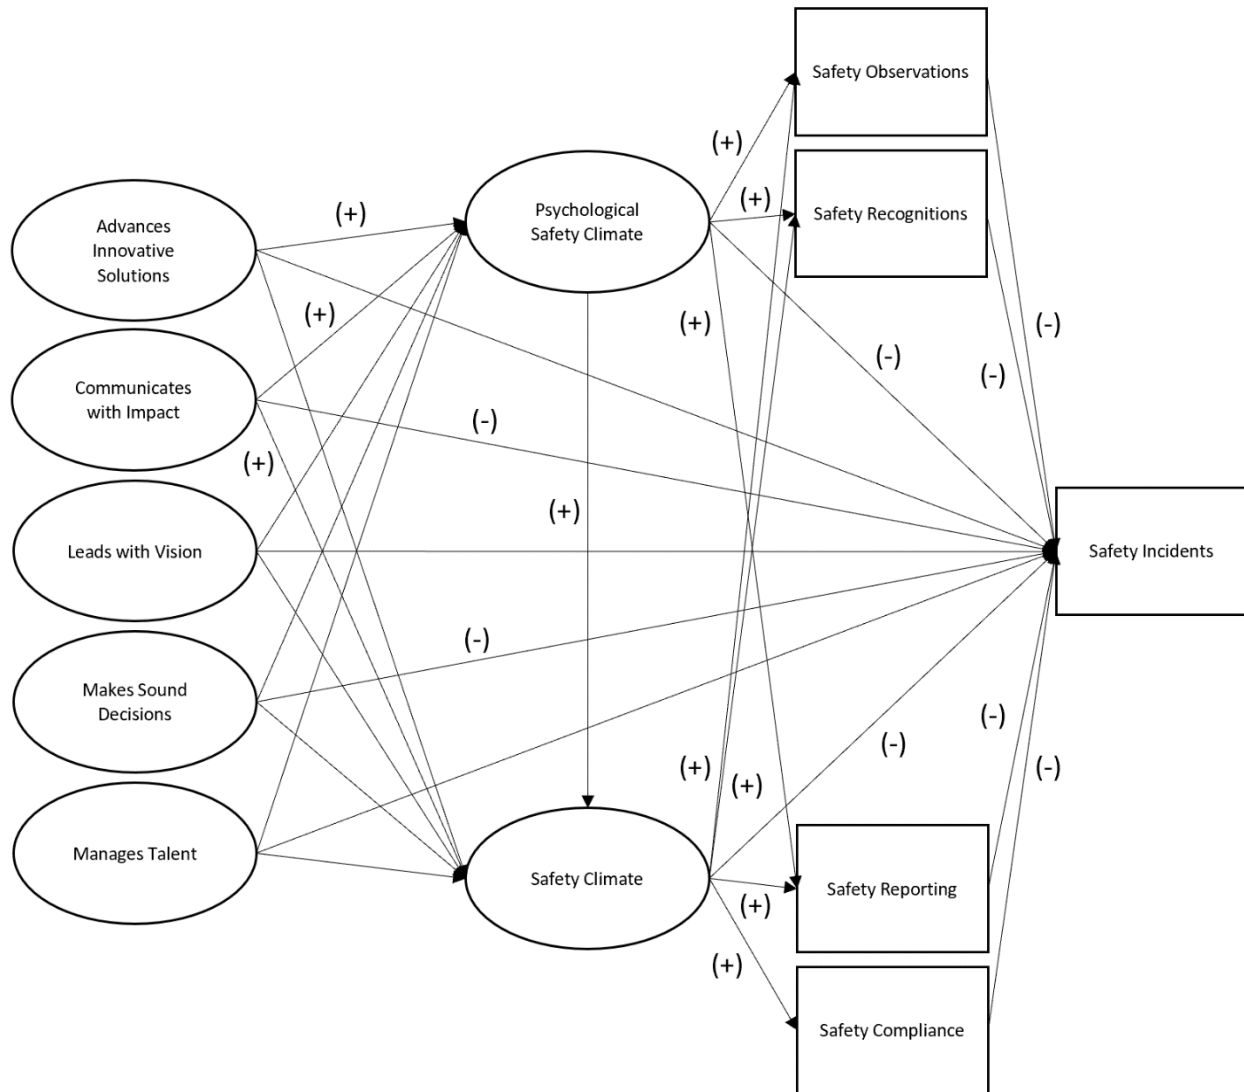 Safety Observations
(+)
Safety Recognitions
(+)
(+)
Psychological
Safety Climate
Advances
Innovative
Solutions
(+)
(+)
(-)
(-)
(-)
Communicates
with Impact
(-)
(+)
(+)
Leads with Vision
Safety Incidents
(-)
Makes Sound
Decisions
(-)
(-)
(+)
(+)
(-)
Manages Talent
Safety Climate
Safety Reporting
(+)
(+)
Safety Compliance